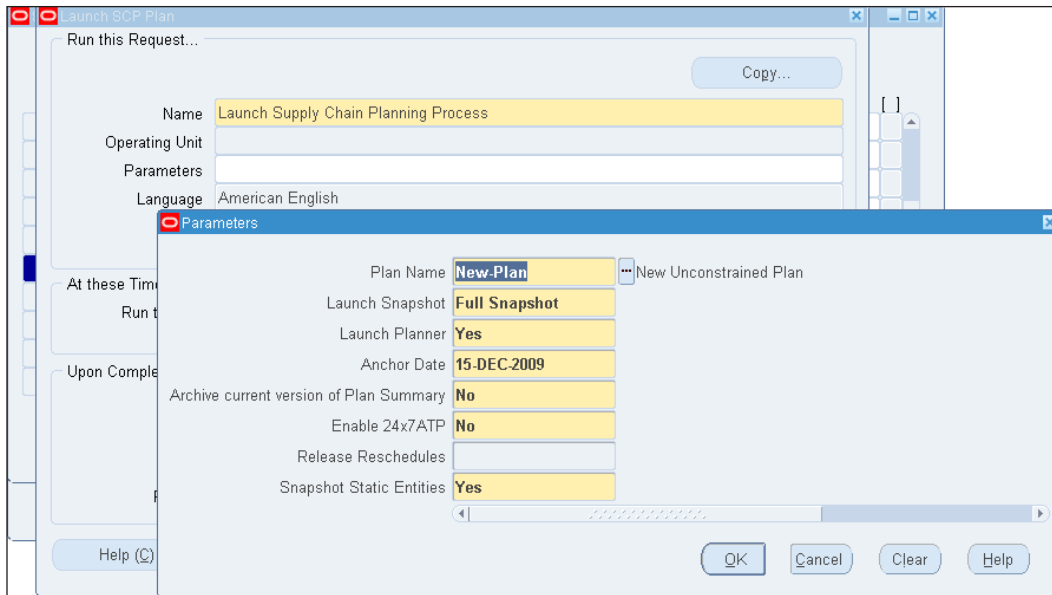 Launch SCP Plan
Run this Request...
Copy...
Name Launch Supply Chain Planning Process
[ ]
Operating Unit
Parameters
Language American English
Parameters
Plan Name New-Plan New Unconstrained Plan
At these Time
Launch Snapshot Full Snapshot
Run t
Launch Planner Yes
Anchor Date 15-DEC-2009
Upon Comple
Archive current version of Plan Summary No
Enable 24x7ATP No
Release Reschedules
Snapshot Static Entities Yes
Help (C)
OK Cancel Clear Help